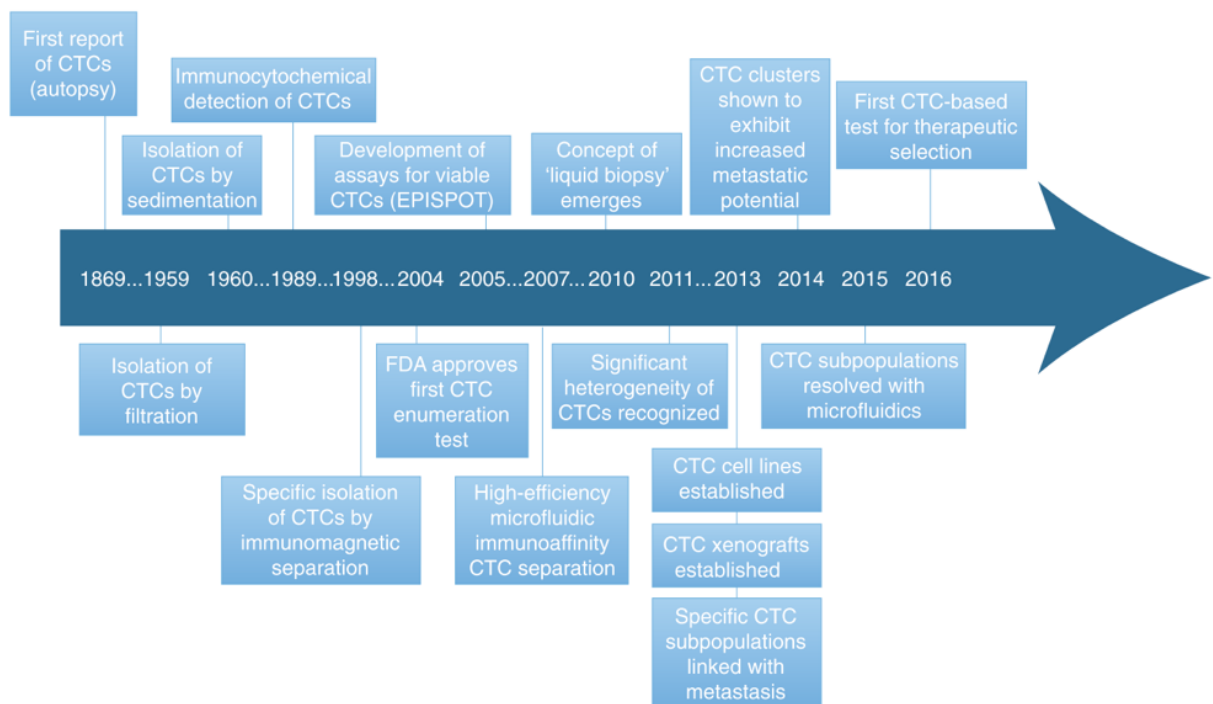 First report
of CTCs
(autopsy)
Immunocytochemical
detection of CTCs
Isolation of
CTCs by
sedimentation
Development of
assays for viable
CTCs (EPISPOT)
Concept of
‘liquid biopsy’
emerges
CTC clusters
shown to
exhibit
increased
metastatic
potential
First CTC-based
test for therapeutic
selection
1869...1959 1960...1989...1998...2004 2005...2007...2010 2011...2013 2014 2015 2016
Isolation of
CTCs by
filtration
Specific isolation
of CTCs by
immunomagnetic
separation
FDA approves
first CTC
enumeration
test
High-efficiency
microfluidic
immunoaffinity
CTC separation
Significant
heterogeneity of
CTCs recognized
CTC cell lines
established
CTC xenografts
established
Specific CTC
subpopulations
linked with
metastasis
CTC subpopulations
resolved with
microfluidics